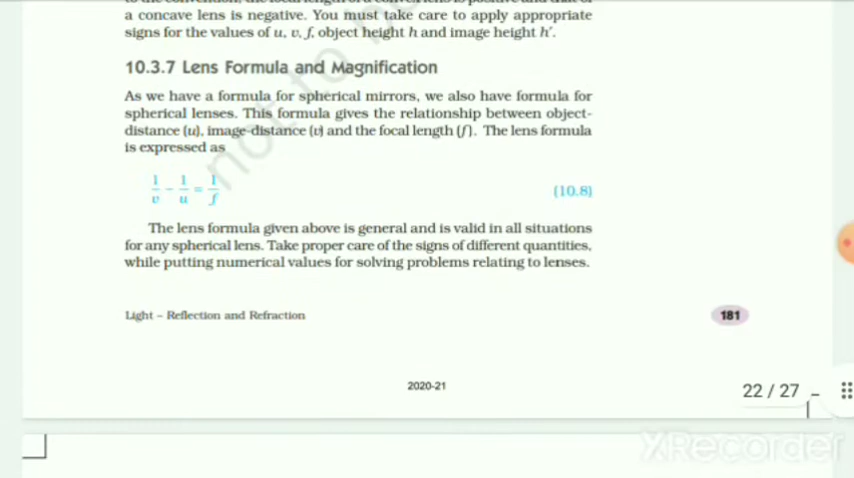 a concave lens is negative. You must take care to apply appropriate
signs for the values of u, v, f, object height h and image height h′.
10.3.7 Lens Formula and Magnification
As we have a formula for spherical mirrors, we also have formula for
spherical lenses. This formula gives the relationship between object-
distance (u), image-distance (v) and the focal length (f). The lens formula
is expressed as
1/v − 1/u = 1/f (10.8)
The lens formula given above is general and is valid in all situations
for any spherical lens. Take proper care of the signs of different quantities,
while putting numerical values for solving problems relating to lenses.
Light – Reflection and Refraction
181
2020-21
22 / 27
XRecorder
not to be